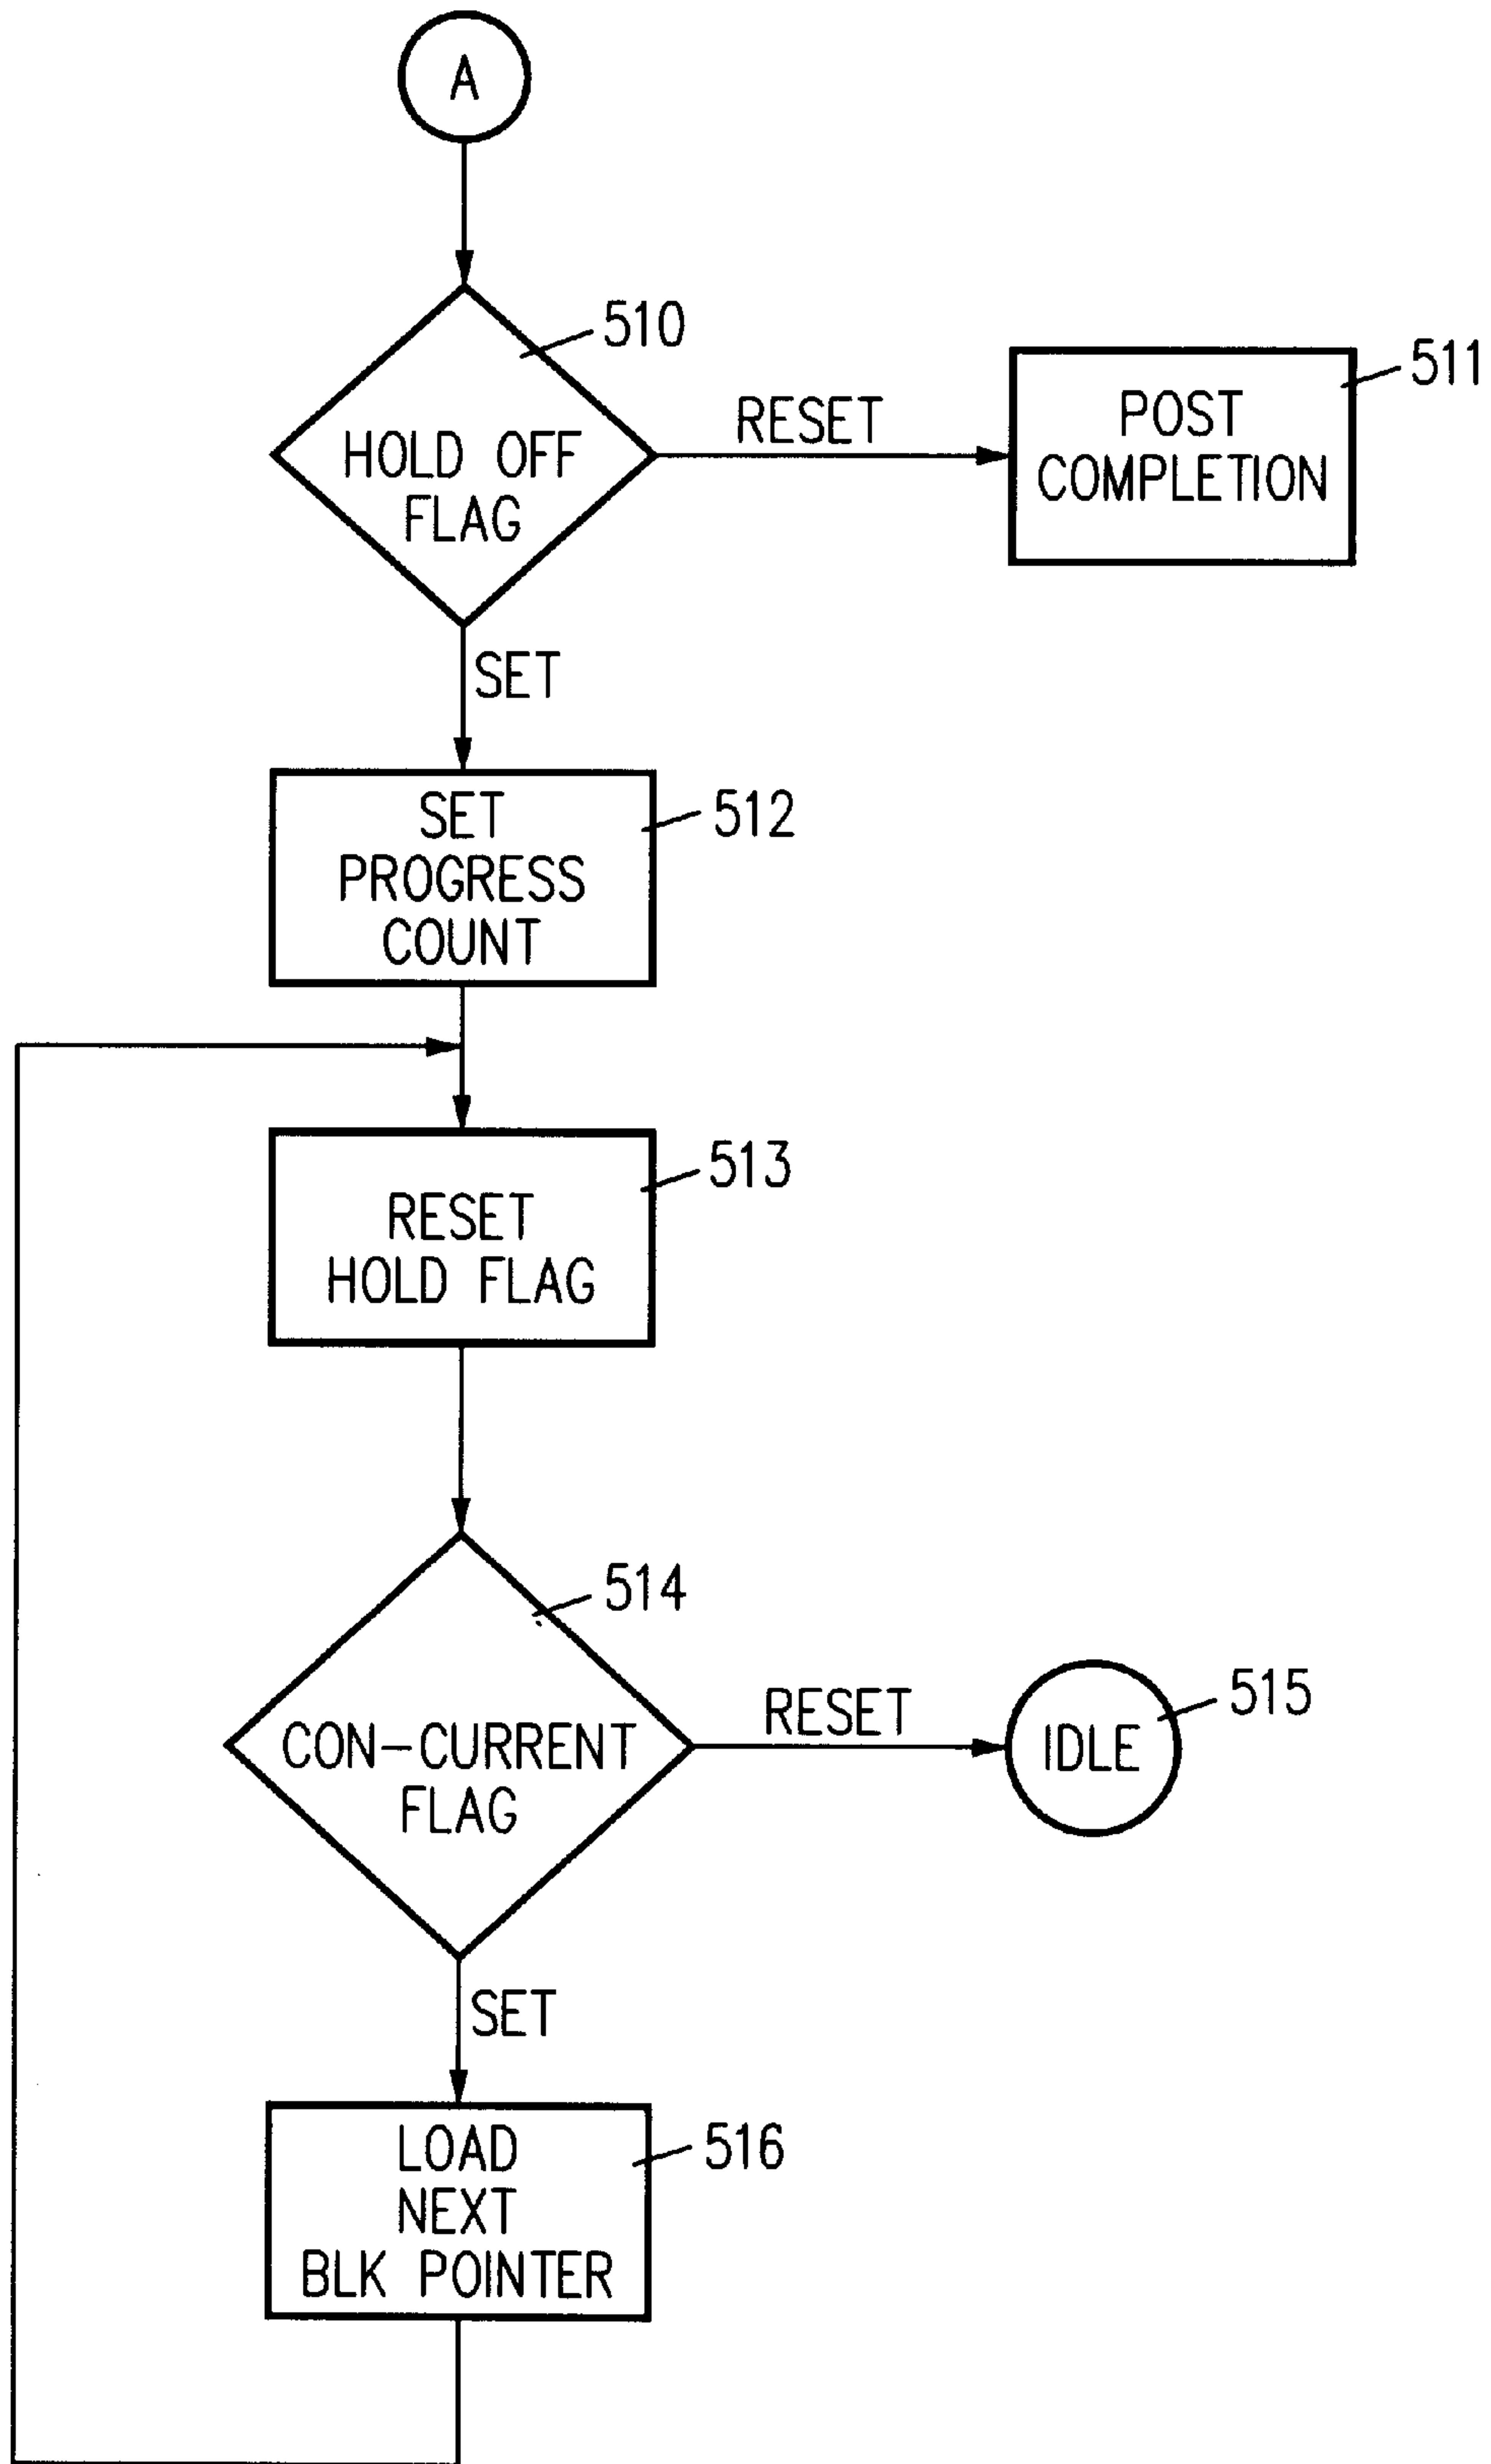 A
510
HOLD OFF
FLAG
RESET
511
POST
COMPLETION
SET
512
SET
PROGRESS
COUNT
513
RESET
HOLD FLAG
514
CON-CURRENT
FLAG
RESET
515
IDLE
SET
516
LOAD
NEXT
BLK POINTER